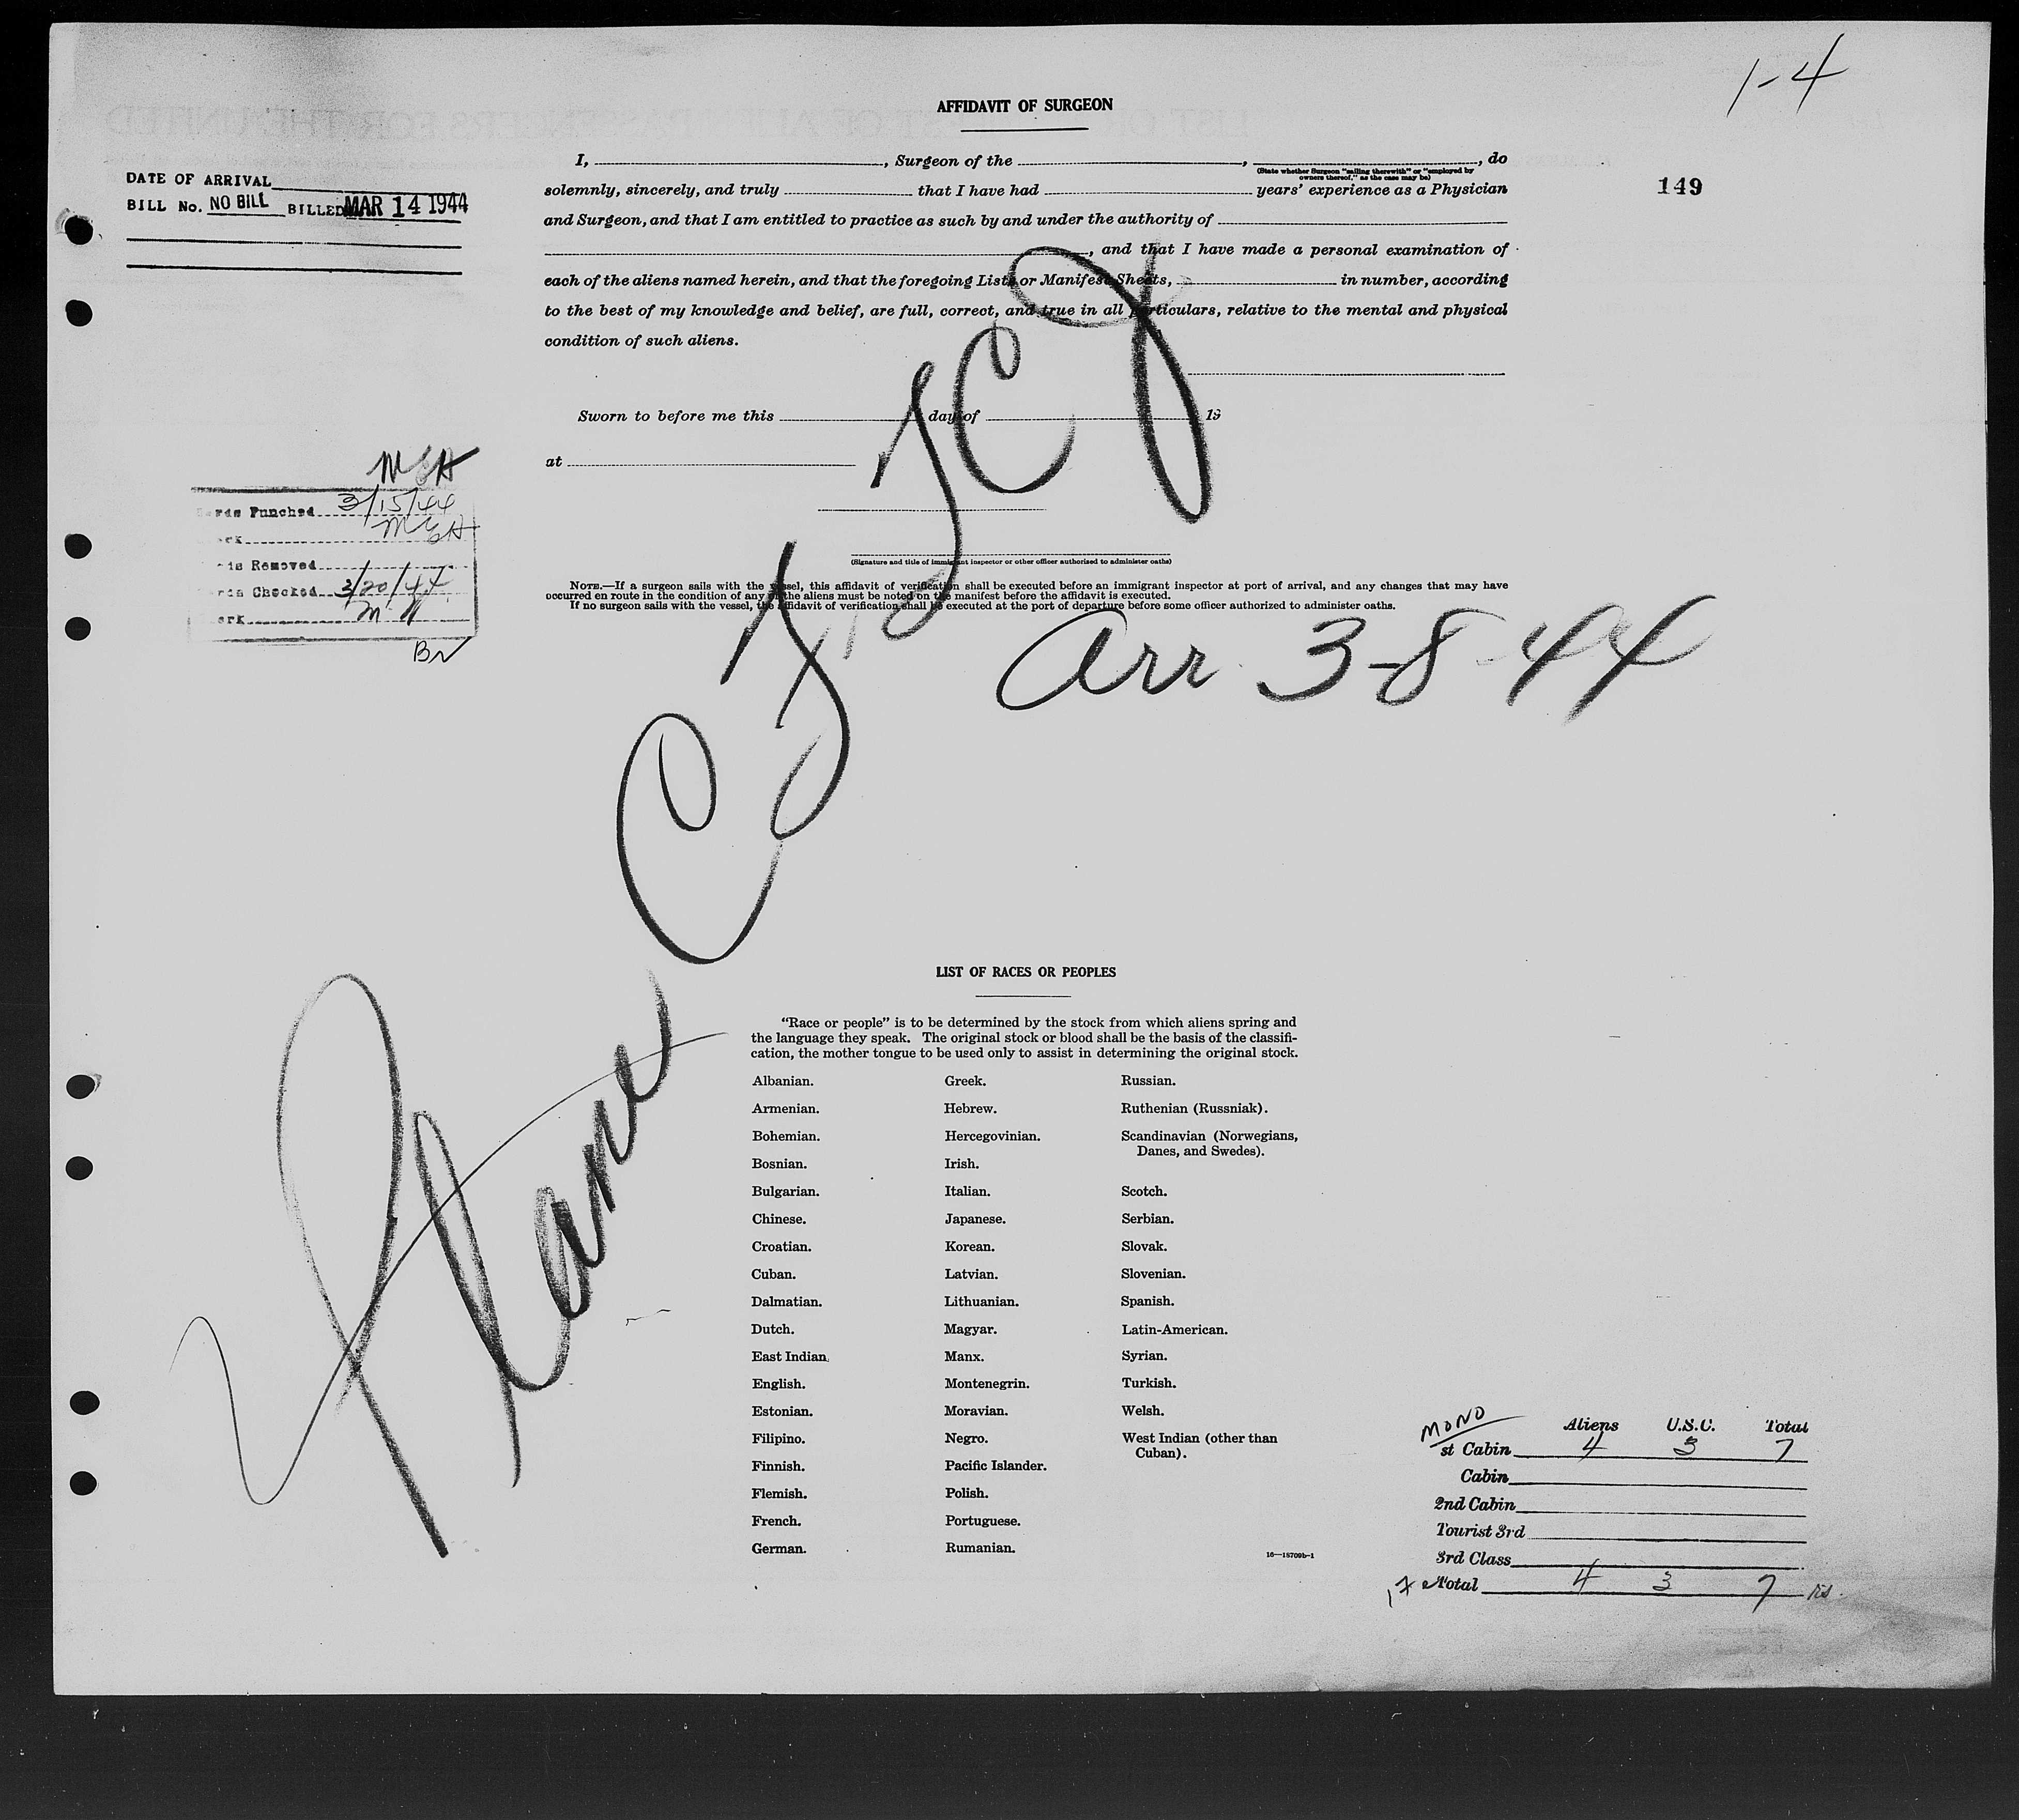 1-4
AFFIDAVIT OF SURGEON
I, , Surgeon of the , , do
(State whether Surgeon "sailing therewith" or "employed by owners thereof," as the case may be)
149
DATE OF ARRIVAL
BILL No. NO BILL BILLED MAR 14 1944
solemnly, sincerely, and truly that I have had years' experience as a Physician
and Surgeon, and that I am entitled to practice as such by and under the authority of
, and that I have made a personal examination of
each of the aliens named herein, and that the foregoing Lists or Manifest Sheets, in number, according
to the best of my knowledge and belief, are full, correct, and true in all particulars, relative to the mental and physical
condition of such aliens.
Sworn to before me this day of 19
at
(Signature and title of immigrant inspector or other officer authorized to administer oaths)
NOTE.—If a surgeon sails with the vessel, this affidavit of verification shall be executed before an immigrant inspector at port of arrival, and any changes that may have
occurred en route in the condition of any of the aliens must be noted on the manifest before the affidavit is executed.
If no surgeon sails with the vessel, the affidavit of verification shall be executed at the port of departure before some officer authorized to administer oaths.
MEH
Punched 3/15/44
MEH
Removed
Checked 3/20/44
Plane CF
Arr 3-8-44
LIST OF RACES OR PEOPLES
"Race or people" is to be determined by the stock from which aliens spring and
the language they speak. The original stock or blood shall be the basis of the classifi-
cation, the mother tongue to be used only to assist in determining the original stock.
Albanian. Greek. Russian.
Armenian. Hebrew. Ruthenian (Russniak).
Bohemian. Hercegovinian. Scandinavian (Norwegians,
Danes, and Swedes).
Bosnian. Irish.
Bulgarian. Italian. Scotch.
Chinese. Japanese. Serbian.
Croatian. Korean. Slovak.
Cuban. Latvian. Slovenian.
Dalmatian. Lithuanian. Spanish.
Dutch. Magyar. Latin-American.
East Indian. Manx. Syrian.
English. Montenegrin. Turkish.
Estonian. Moravian. Welsh.
Filipino. Negro. West Indian (other than
Cuban).
Finnish. Pacific Islander.
Flemish. Polish.
French. Portuguese.
German. Rumanian.
16—18709b-1
MONO Aliens U.S.C. Total
st Cabin 4 3 7
Cabin
2nd Cabin
Tourist 3rd
3rd Class
Total 4 3 7